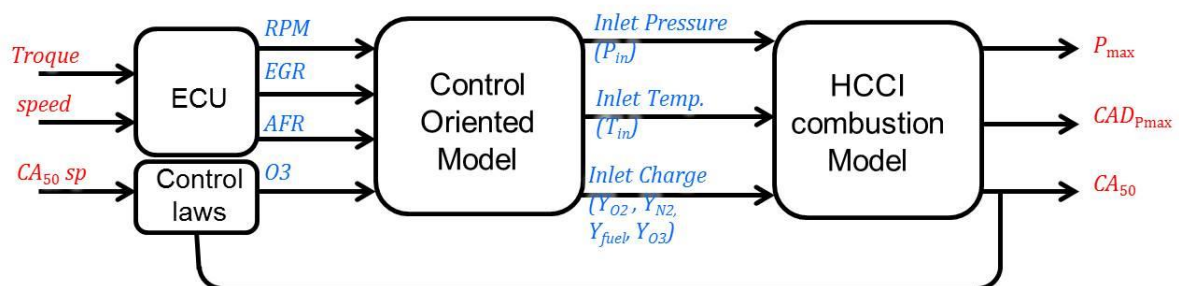 Troque
speed
CA50 sp
ECU
Control
laws
RPM
EGR
AFR
O3
Control
Oriented
Model
Inlet Pressure
(Pin)
Inlet Temp.
(Tin)
Inlet Charge
(YO2 , YN2,
Yfuel, YO3)
HCCI
combustion
Model
Pmax
CADPmax
CA50